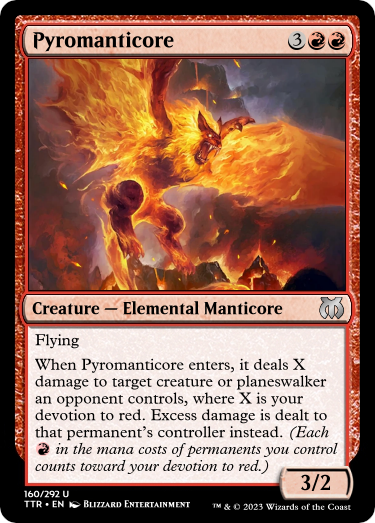 Pyromanticore 3
Creature — Elemental Manticore
Flying
When Pyromanticore enters, it deals X
damage to target creature or planeswalker
an opponent controls, where X is your
devotion to red. Excess damage is dealt to
that permanent's controller instead. (Each
in the mana costs of permanents you control
counts toward your devotion to red.)
3/2
160/292 U
TTR • EN Blizzard Entertainment ™ & © 2023 Wizards of the Coast